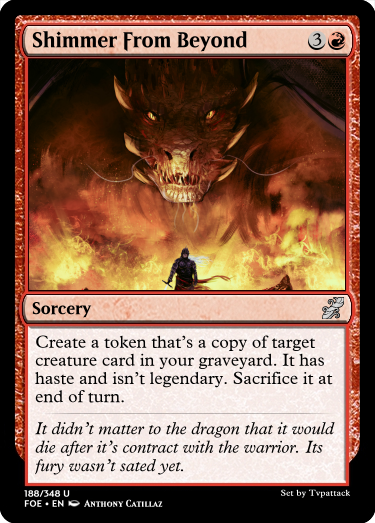 Shimmer From Beyond 3
Sorcery
Create a token that's a copy of target
creature card in your graveyard. It has
haste and isn't legendary. Sacrifice it at
end of turn.
It didn't matter to the dragon that it would
die after it's contract with the warrior. Its
fury wasn't sated yet.
188/348 U
FOE • EN Anthony Catillaz
Set by Tvpattack